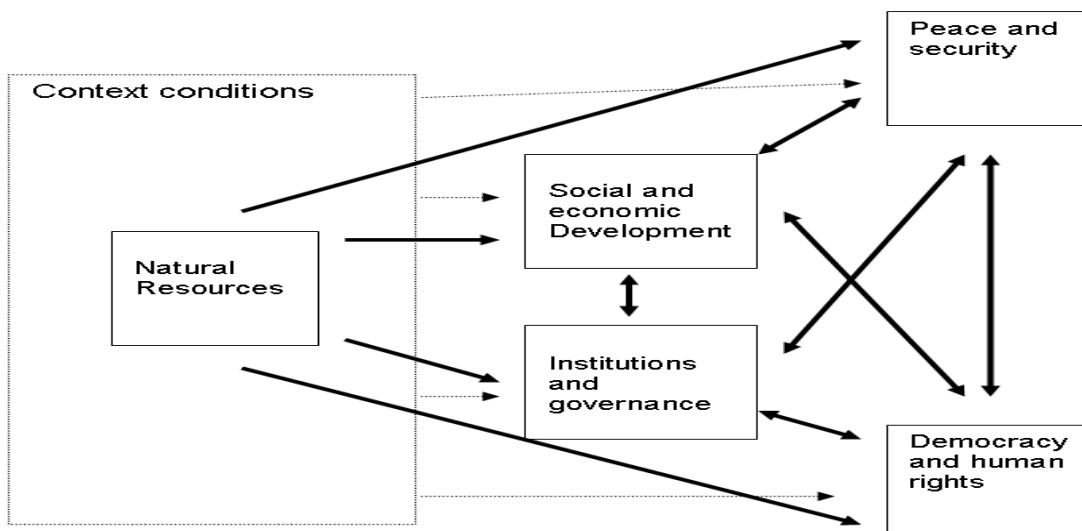 Peace and
security
Context conditions
Social and
economic
Development
Natural
Resources
Institutions
and
governance
Democracy
and human
rights